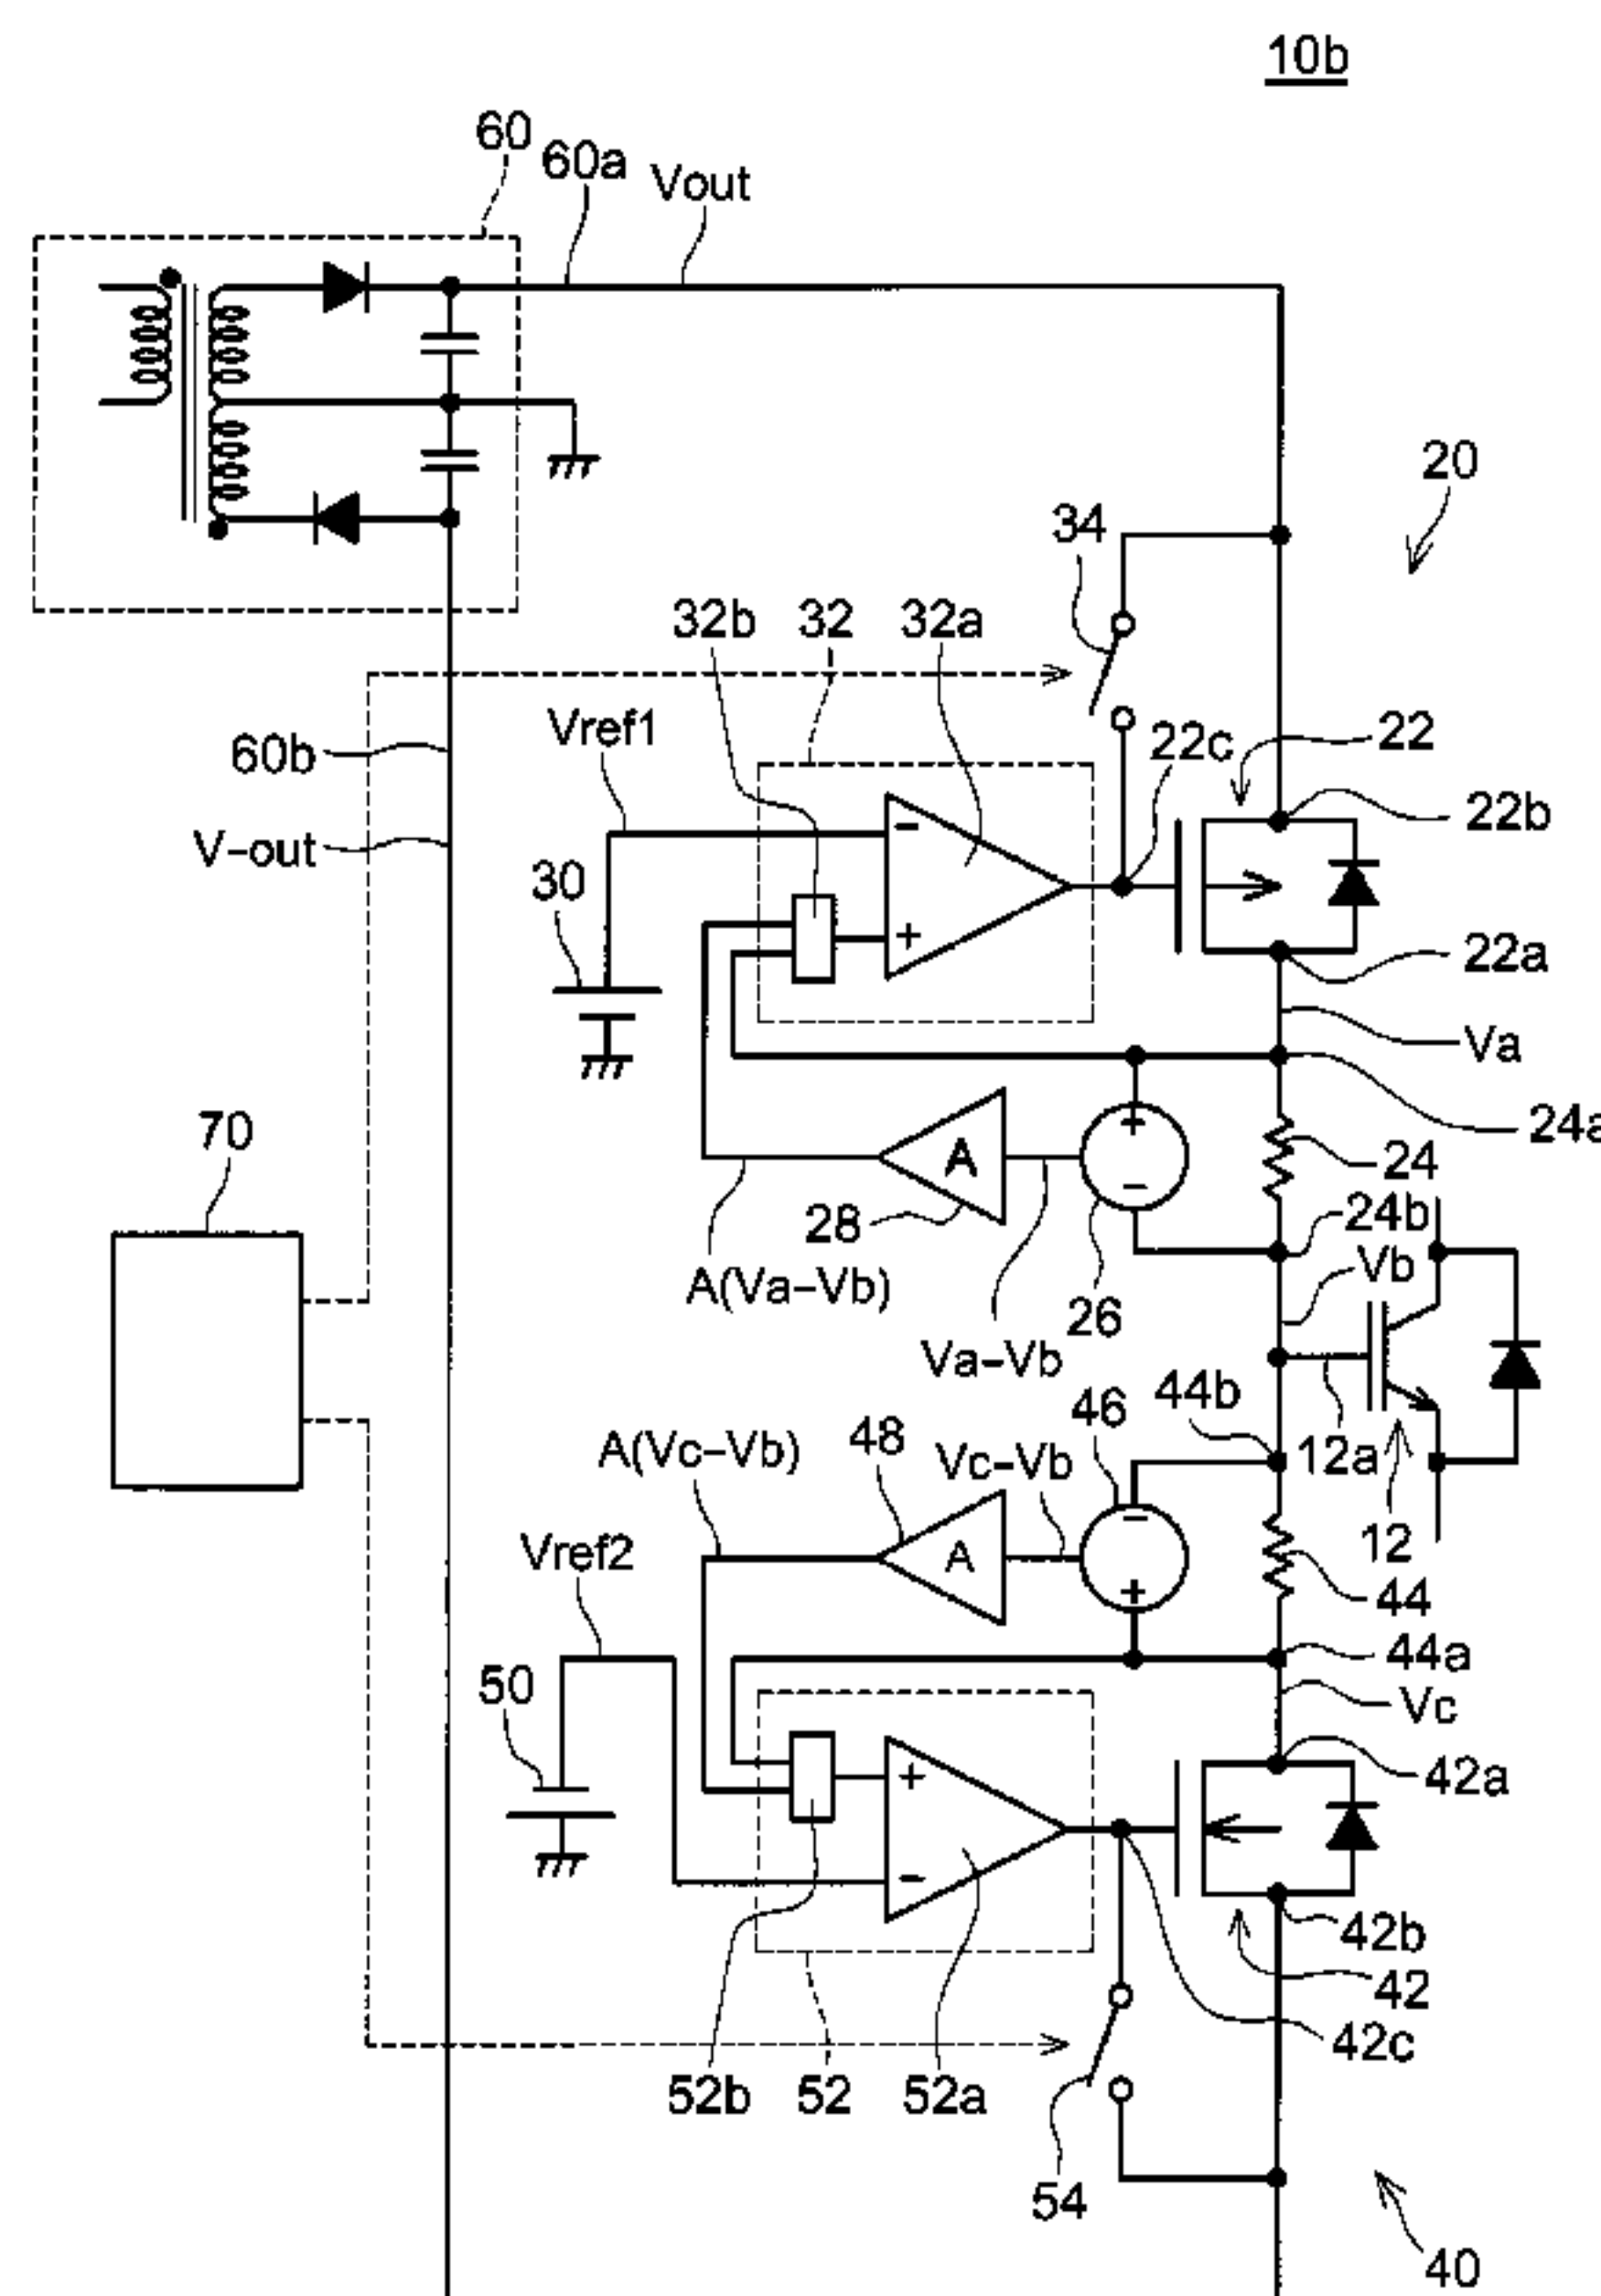 10b
60
60a
Vout
20
34
32b
32
32a
Vref1
22c
22
60b
22b
V-out
30
- 
+
22a
Va
70
+
24a
A
24
-
28
24b
Vb
A(Va-Vb)
26
Va-Vb
44b
46
48
A(Vc-Vb)
Vc-Vb
12a
-
12
Vref2
A
+
44
44a
50
Vc
+
42a
-
42b
42
42c
52b
52
52a
54
40